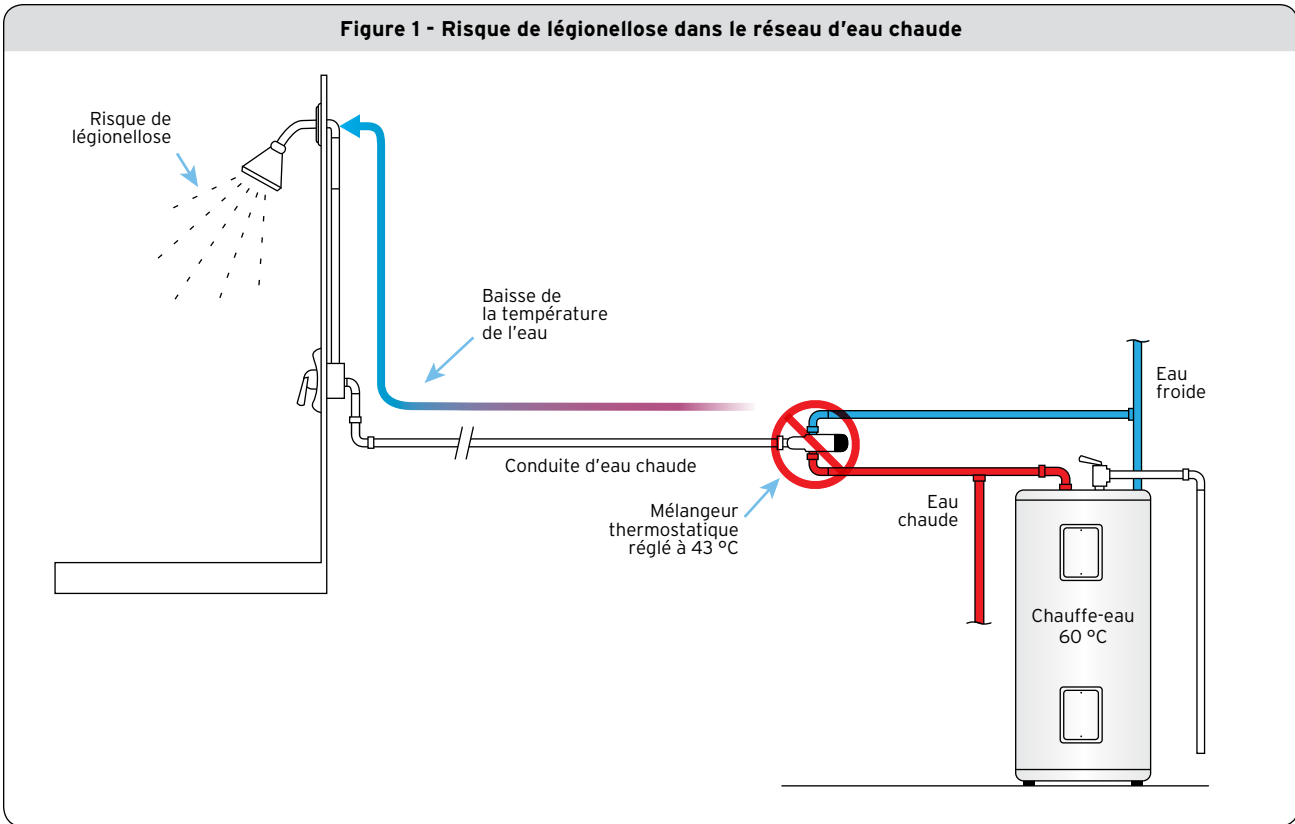 Figure 1 - Risque de légionellose dans le réseau d'eau chaude
Risque de
légionellose
Baisse de
la température
de l'eau
Eau
froide
Conduite d'eau chaude
Mélangeur
thermostatique
réglé à 43 °C
Eau
chaude
Chauffe-eau
60 °C